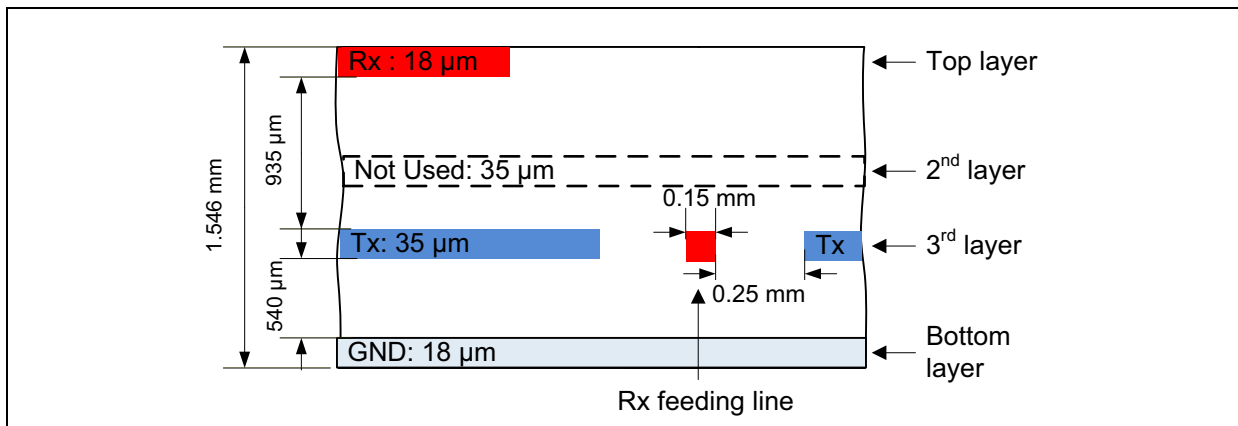 Rx : 18 µm
Top layer
935 µm
1.546 mm
Not Used: 35 µm
2nd layer
0.15 mm
Tx: 35 µm
Tx
3rd layer
0.25 mm
540 µm
GND: 18 µm
Bottom
layer
Rx feeding line